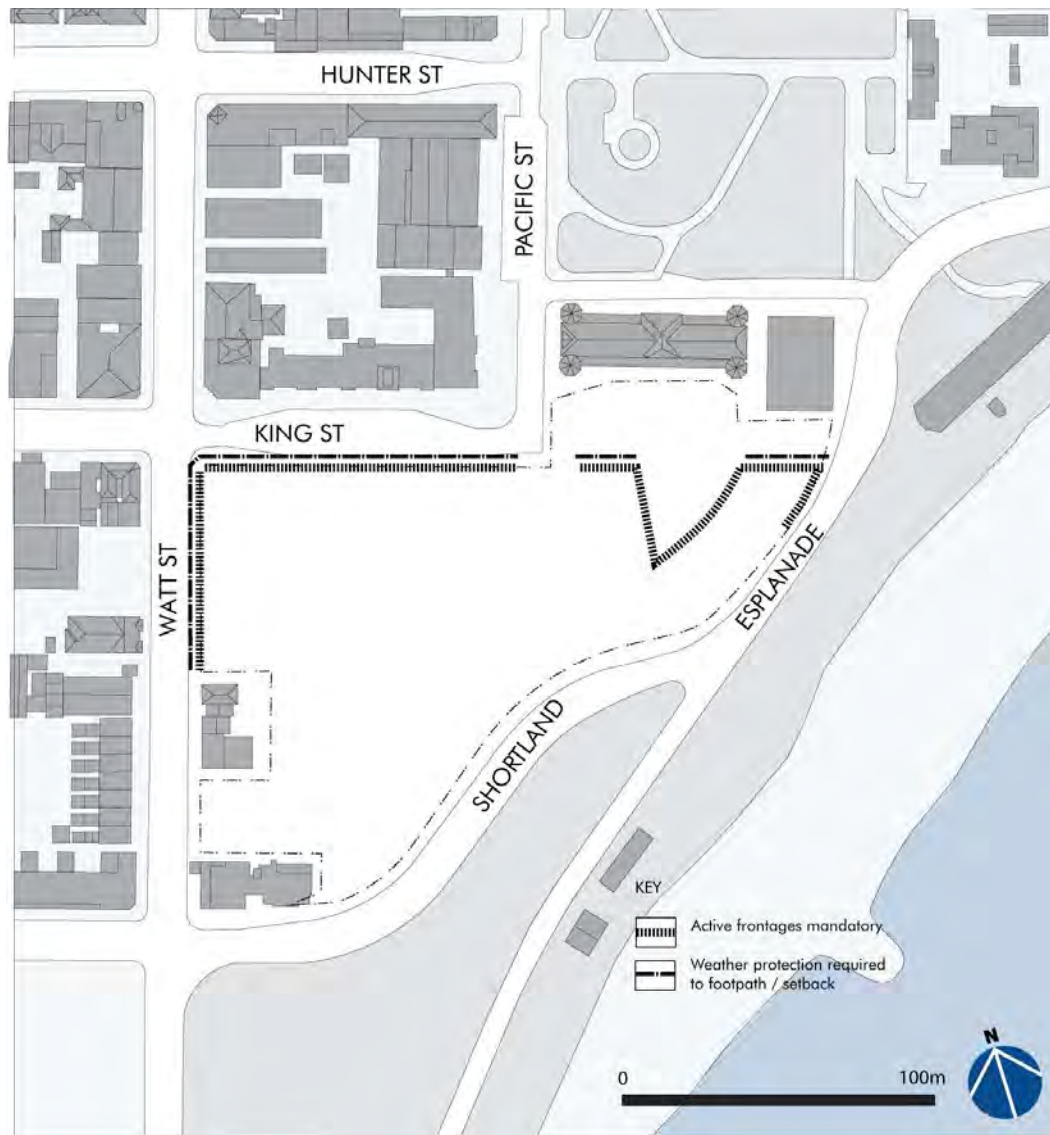 HUNTER ST
PACIFIC ST
KING ST
WATT ST
ESPLANADE
SHORTLAND
KEY
Active frontages mandatory
Weather protection required
to footpath / setback
N
0 100m